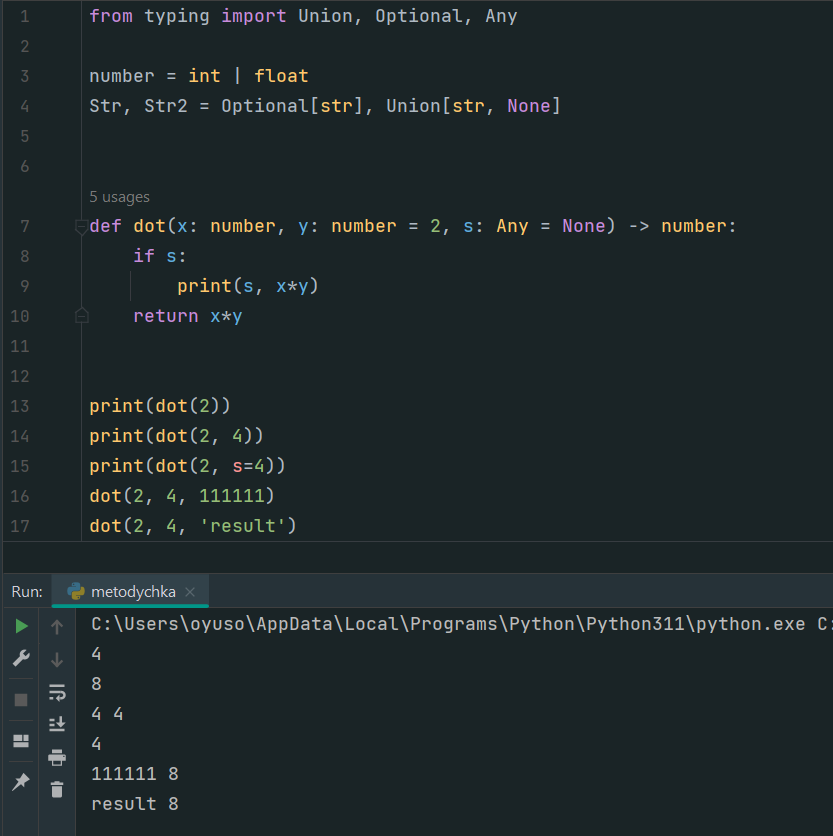 1 from typing import Union, Optional, Any
2
3 number = int | float
4 Str, Str2 = Optional[str], Union[str, None]
5
6
5 usages
7 def dot(x: number, y: number = 2, s: Any = None) -> number:
8     if s:
9         print(s, x*y)
10     return x*y
11
12
13 print(dot(2))
14 print(dot(2, 4))
15 print(dot(2, s=4))
16 dot(2, 4, 111111)
17 dot(2, 4, 'result')
Run: metodychka ×
C:\Users\oyuso\AppData\Local\Programs\Python\Python311\python.exe C:
4
8
4 4
4
111111 8
result 8